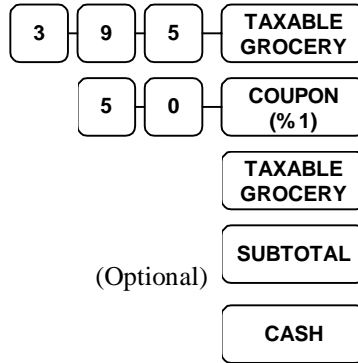 3 9 5 TAXABLE
GROCERY
5 0 COUPON
(%1)
TAXABLE
GROCERY
SUBTOTAL
(Optional)
CASH